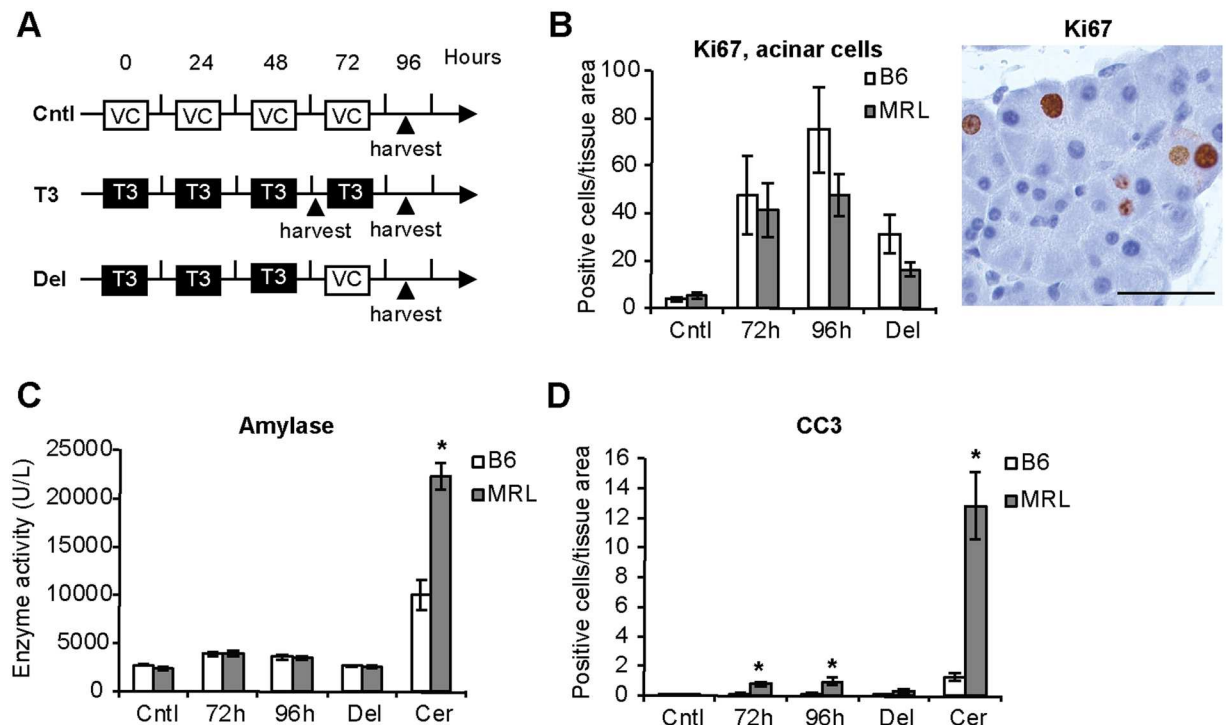 A
0 24 48 72 96 Hours
Cntl VC VC VC VC
harvest
T3 T3 T3 T3 T3
harvest harvest
Del T3 T3 T3 VC
harvest
B
Ki67, acinar cells
B6
MRL
Positive cells/tissue area
100
80
60
40
20
0
Cntl 72h 96h Del
Ki67
C
Amylase
B6
MRL
Enzyme activity (U/L)
25000
20000
15000
10000
5000
0
*
Cntl 72h 96h Del Cer
D
CC3
B6
MRL
Positive cells/tissue area
16
14
12
10
8
6
4
2
0
* * *
Cntl 72h 96h Del Cer